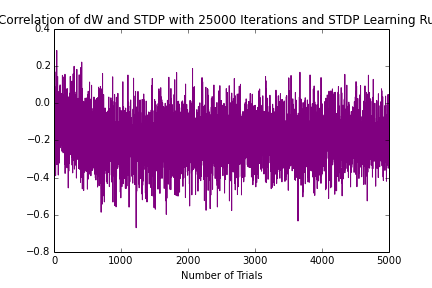 Correlation of dW and STDP with 25000 Iterations and STDP Learning Ru
0.4
0.2
0.0
−0.2
−0.4
−0.6
−0.8
0 1000 2000 3000 4000 5000
Number of Trials